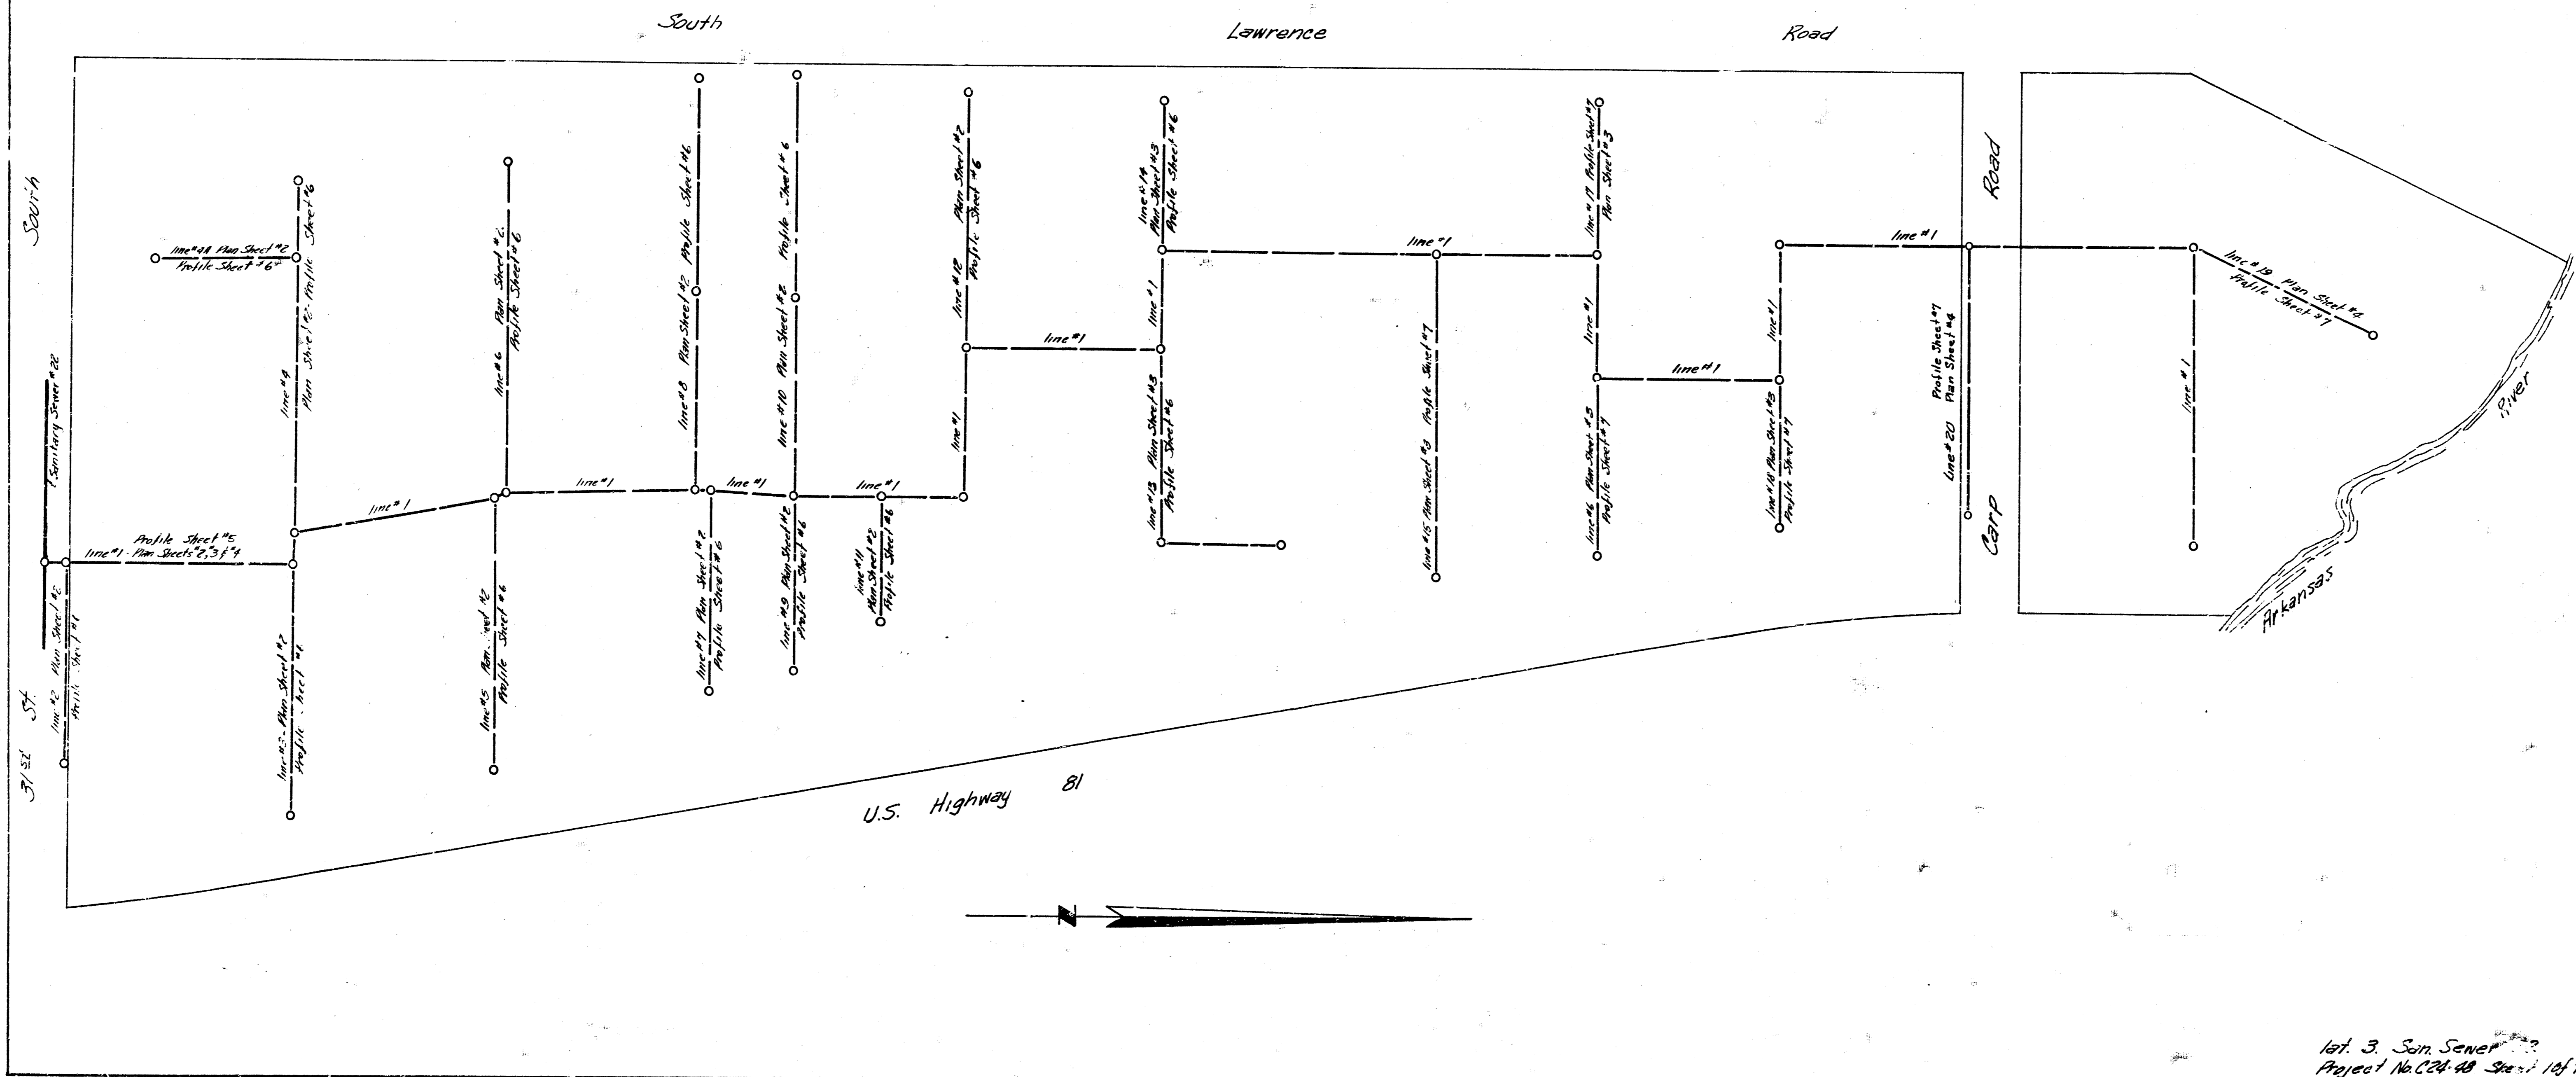 South Lawrence Road
South
31st St.
Sanitary Sewer #22
Profile Sheet #5
line #1 - Plan Sheets #2, #3 & #4
line #2 Plan Sheet
Profile Sheet
line #3 - Plan Sheet #2
Profile
line #4A Plan Sheet #2
Profile Sheet #6
line #4
Plan Sheet #2 - Profile Sheet #6
line #1
line #5 Plan #2
Profile Sheet #6
line #6 Plan Sheet
Profile Sheet #6
line #1
line #8 Plan Sheet #2 Profile Sheet #6
line #7 Plan Sheet #2
Profile Sheet #6
line #1
line #10 Plan Sheet #2 Profile Sheet #6
line #9 Plan Sheet #2
Profile Sheet #6
line #1
line #11
Plan Sheet #2
Profile Sheet #6
line #1
line #12 Plan Sheet #2
Profile Sheet #6
line #1
line #14
Plan Sheet #3
Profile Sheet #6
line #1
line #13 Plan Sheet #3
Profile Sheet #6
line #1
line #15 Plan Sheet #3 Profile Sheet #7
line #17 Profile Sheet #7
Plan Sheet #3
line #1
line #6 Plan Sheet #3
Profile Sheet #7
line #1
line #1
line #18 Plan Sheet #3
Profile Sheet #7
line #1
Line #20 Profile Sheet #7
Plan Sheet #4
Carp Road
line #1
line #19 Plan Sheet #4
Profile Sheet #7
Arkansas River
U.S. Highway 81
N
lat. 3. San. Sewer
Project No. C24-48 1 of